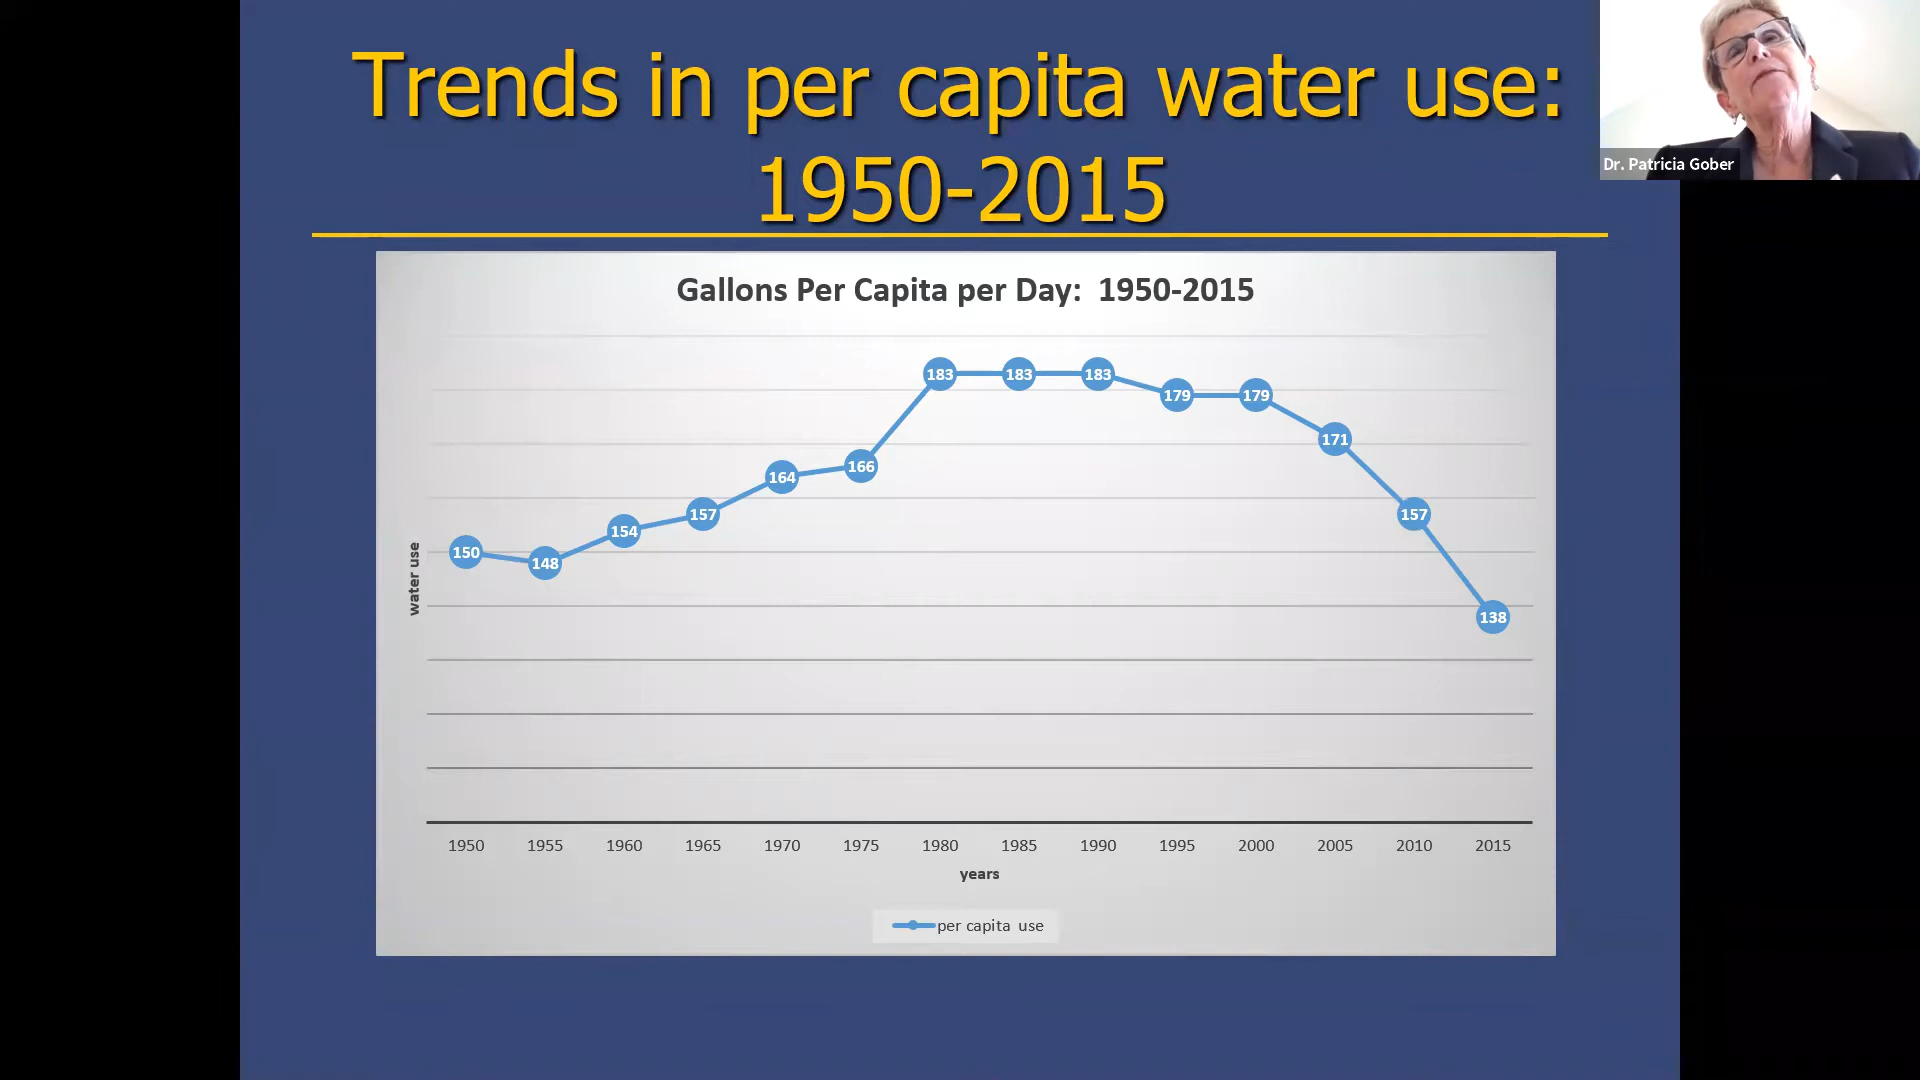 Trends in per capita water use:
1950-2015
Dr. Patricia Gober
Gallons Per Capita per Day: 1950-2015
water use
150
148
154
157
164
166
183
183
183
179
179
171
157
138
1950 1955 1960 1965 1970 1975 1980 1985 1990 1995 2000 2005 2010 2015
years
per capita use